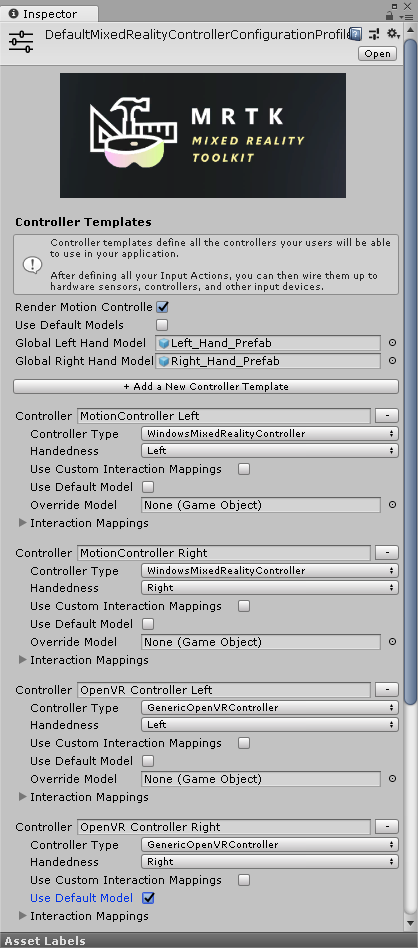 Inspector
DefaultMixedRealityControllerConfigurationProfile
Open
MRTK
MIXED REALITY
TOOLKIT
Controller Templates
Controller templates define all the controllers your users will be able
to use in your application.
After defining all your Input Actions, you can then wire them up to
hardware sensors, controllers, and other input devices.
Render Motion Controlle
Use Default Models
Global Left Hand Model Left_Hand_Prefab
Global Right Hand Model Right_Hand_Prefab
+ Add a New Controller Template
Controller MotionController Left -
Controller Type WindowsMixedRealityController
Handedness Left
Use Custom Interaction Mappings
Use Default Model
Override Model None (Game Object)
Interaction Mappings
Controller MotionController Right -
Controller Type WindowsMixedRealityController
Handedness Right
Use Custom Interaction Mappings
Use Default Model
Override Model None (Game Object)
Interaction Mappings
Controller OpenVR Controller Left -
Controller Type GenericOpenVRController
Handedness Left
Use Custom Interaction Mappings
Use Default Model
Override Model None (Game Object)
Interaction Mappings
Controller OpenVR Controller Right -
Controller Type GenericOpenVRController
Handedness Right
Use Custom Interaction Mappings
Use Default Model
Interaction Mappings
Asset Labels